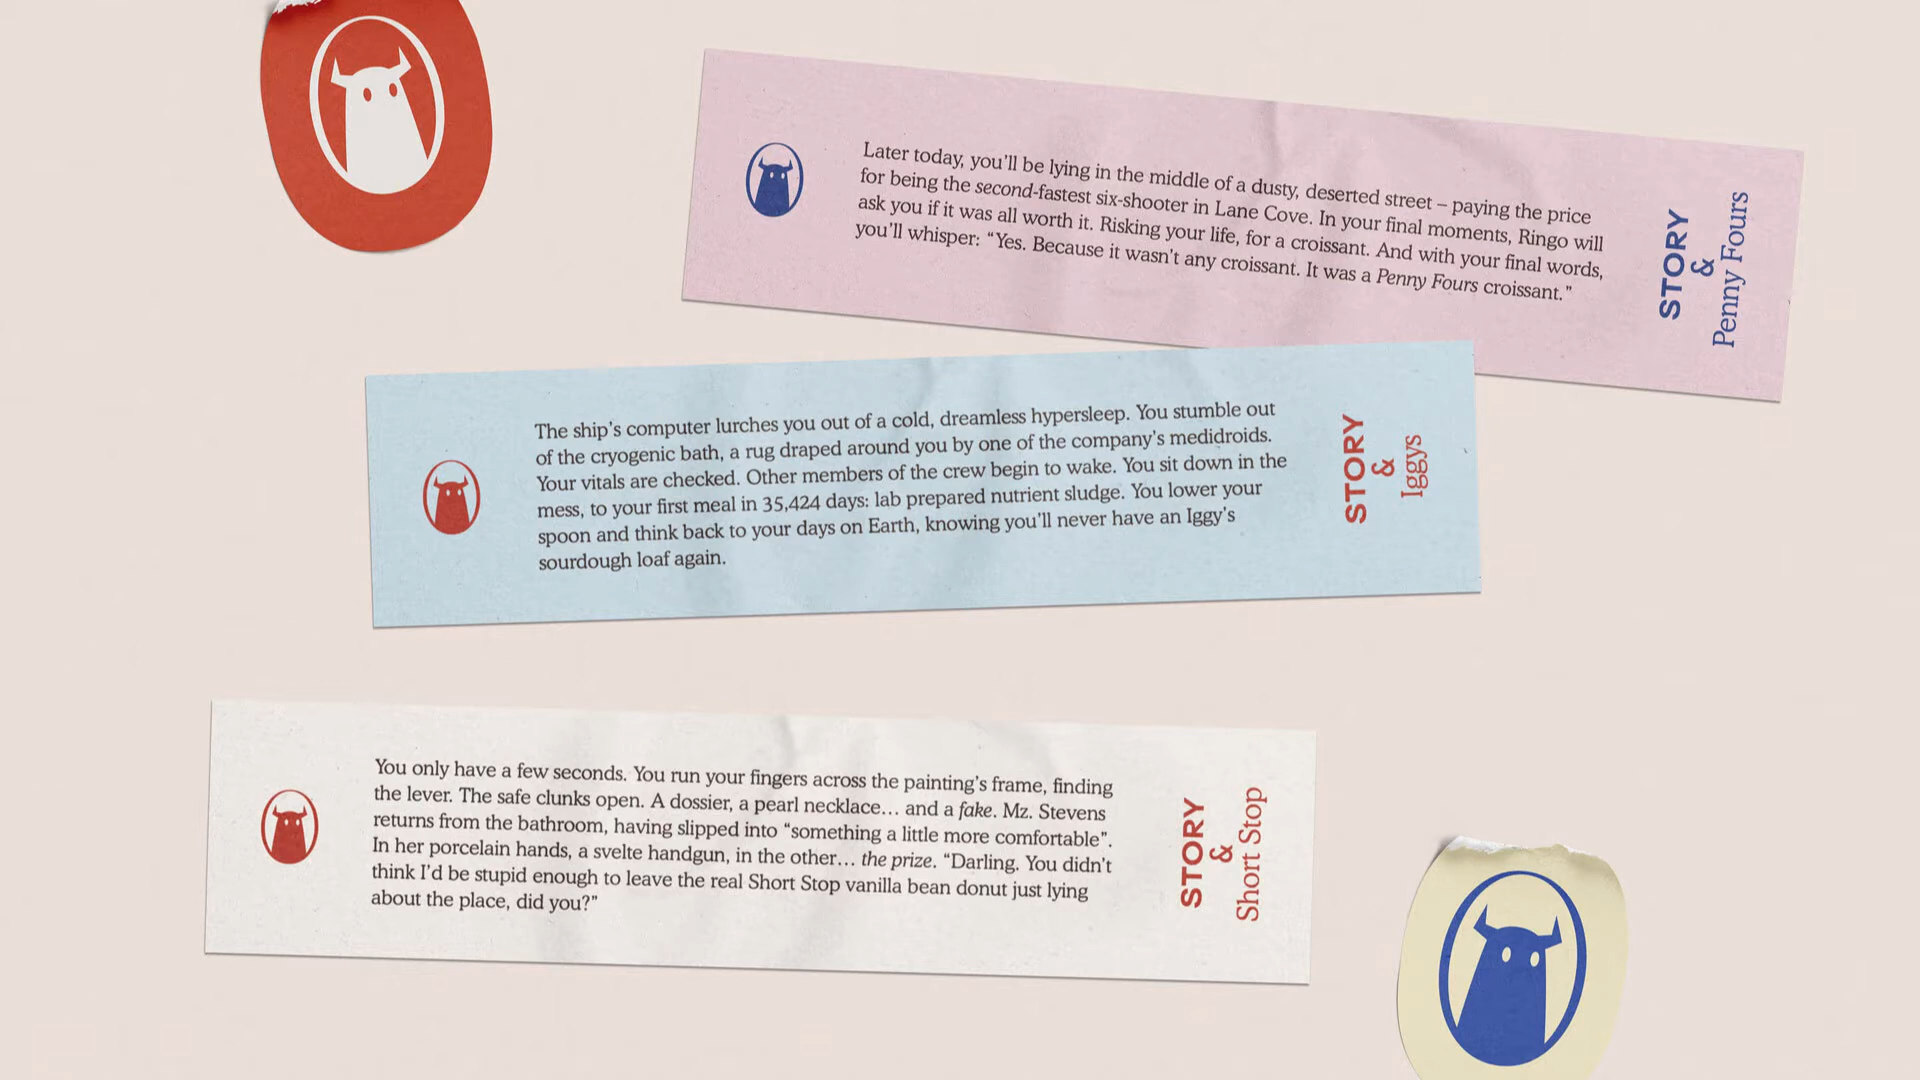 Later today, you'll be lying in the middle of a dusty, deserted street – paying the price
for being the second-fastest six-shooter in Lane Cove. In your final moments, Ringo will
ask you if it was all worth it. Risking your life, for a croissant. And with your final words,
you'll whisper: “Yes. Because it wasn't any croissant. It was a Penny Fours croissant.”
STORY
&
Penny Fours
The ship's computer lurches you out of a cold, dreamless hypersleep. You stumble out
of the cryogenic bath, a rug draped around you by one of the company's medidroids.
Your vitals are checked. Other members of the crew begin to wake. You sit down in the
mess, to your first meal in 35,424 days: lab prepared nutrient sludge. You lower your
spoon and think back to your days on Earth, knowing you'll never have an Iggy's
sourdough loaf again.
STORY
&
Iggys
You only have a few seconds. You run your fingers across the painting's frame, finding
the lever. The safe clunks open. A dossier, a pearl necklace… and a fake. Mz. Stevens
returns from the bathroom, having slipped into “something a little more comfortable”.
In her porcelain hands, a svelte handgun, in the other… the prize. “Darling. You didn't
think I'd be stupid enough to leave the real Short Stop vanilla bean donut just lying
about the place, did you?”
STORY
&
Short Stop